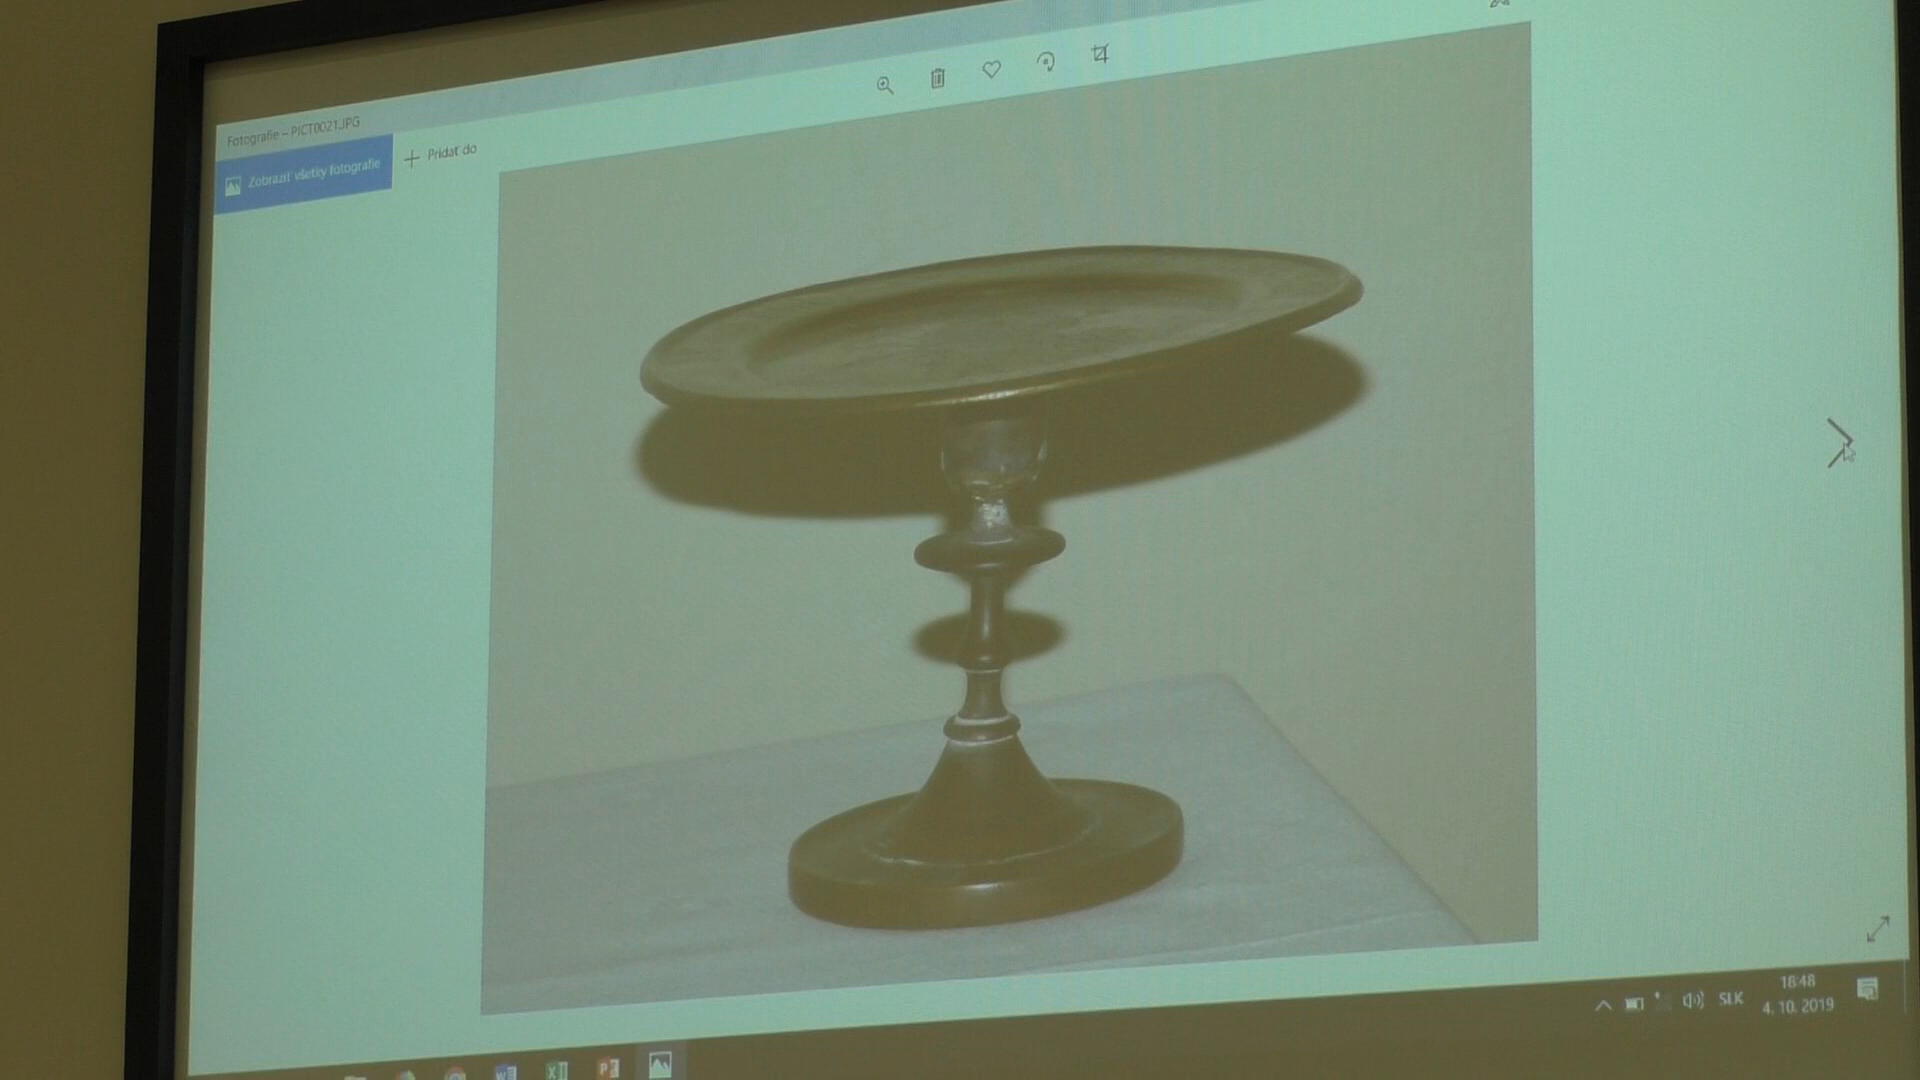 Fotografie – PICT0021.JPG
Zobraziť všetky fotografie
Pridať do
SLK
18:48
4. 10. 2019